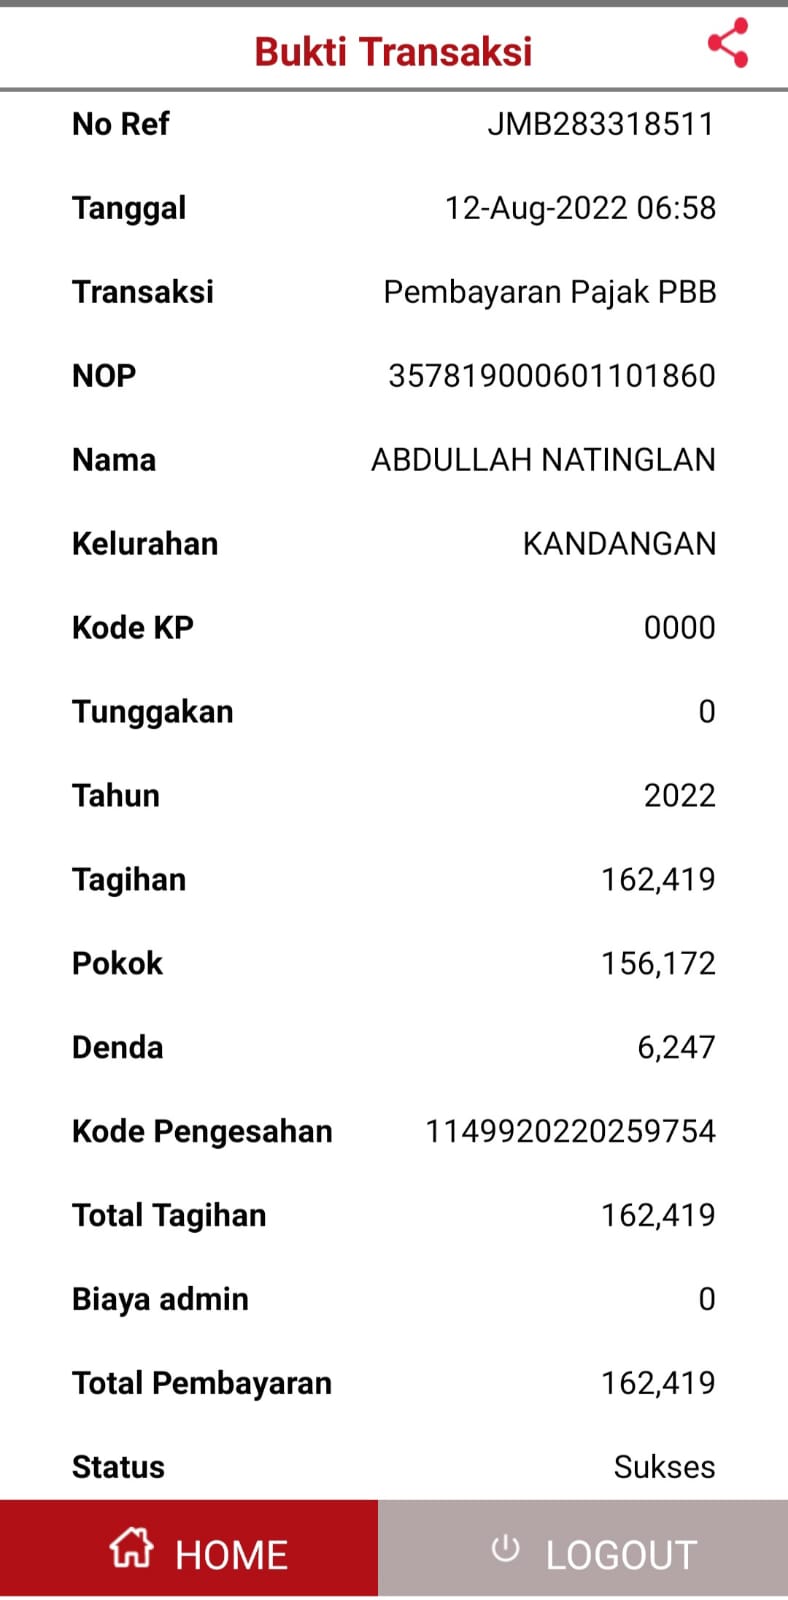 Bukti Transaksi
No Ref JMB283318511
Tanggal 12-Aug-2022 06:58
Transaksi Pembayaran Pajak PBB
NOP 357819000601101860
Nama ABDULLAH NATINGLAN
Kelurahan KANDANGAN
Kode KP 0000
Tunggakan 0
Tahun 2022
Tagihan 162,419
Pokok 156,172
Denda 6,247
Kode Pengesahan 1149920220259754
Total Tagihan 162,419
Biaya admin 0
Total Pembayaran 162,419
Status Sukses
HOME LOGOUT